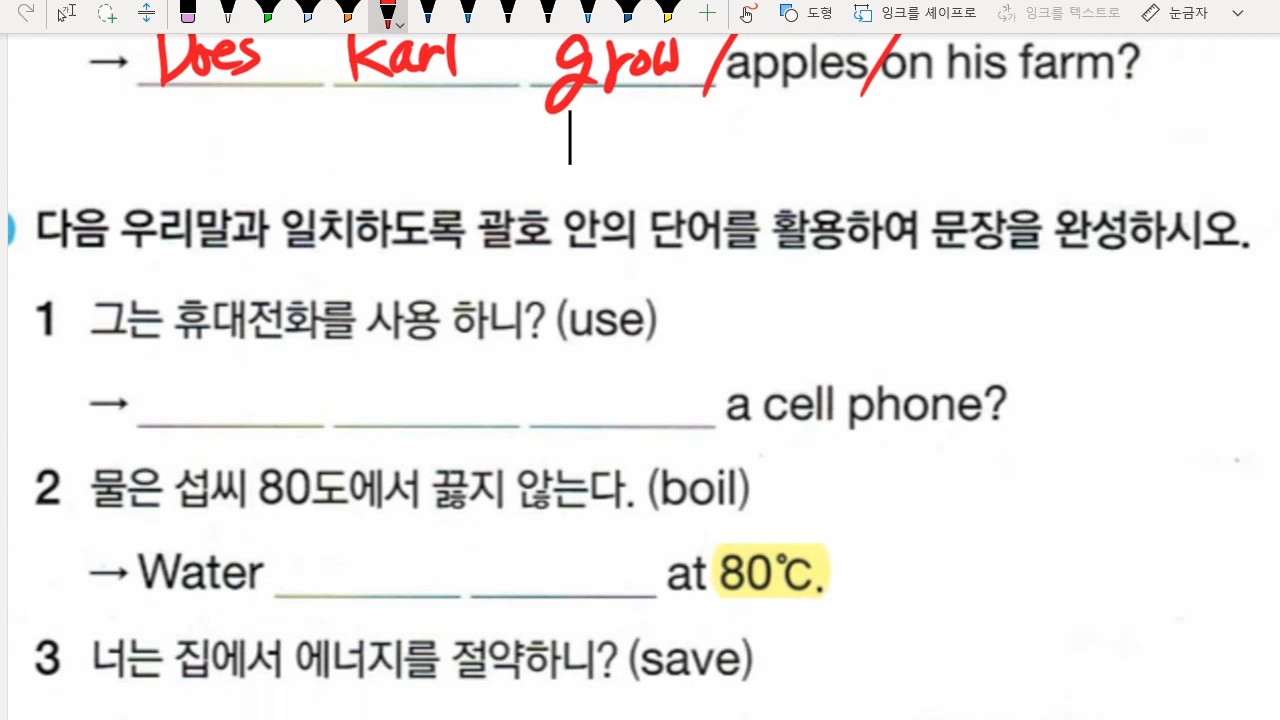 도형 잉크를 셰이프로 잉크를 텍스트로 눈금자
→ Does Karl grow / apples / on his farm?
다음 우리말과 일치하도록 괄호 안의 단어를 활용하여 문장을 완성하시오.
1 그는 휴대전화를 사용 하니? (use)
→ a cell phone?
2 물은 섭씨 80도에서 끓지 않는다. (boil)
→ Water at 80℃.
3 너는 집에서 에너지를 절약하니? (save)